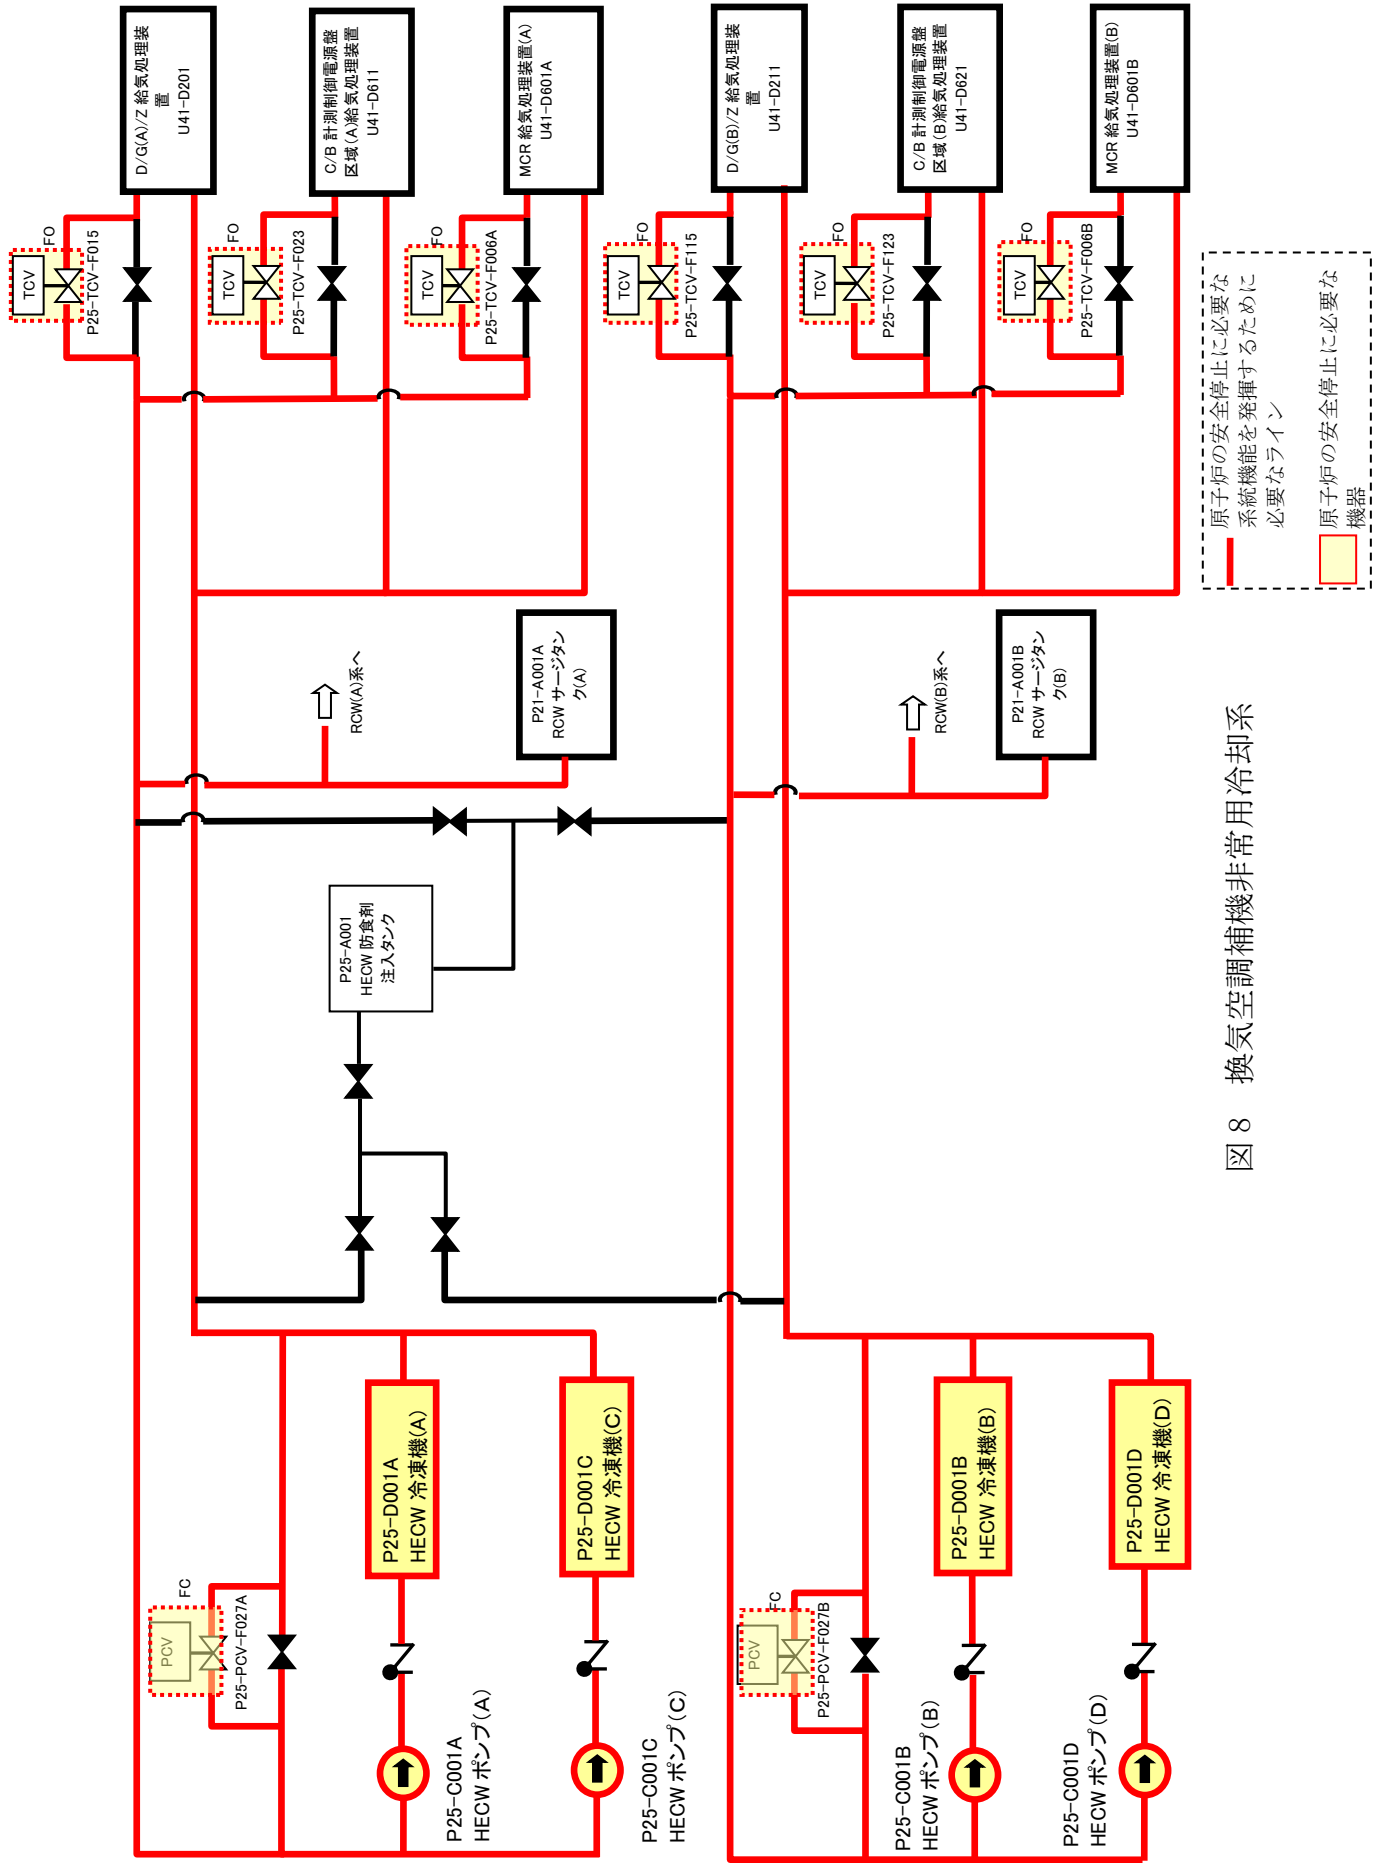 D/G(A)/Z 給気処理装
置
U41-D201
C/B 計測制御電源盤
区域(A)給気処理装置
U41-D611
MCR 給気処理装置(A)
U41-D601A
D/G(B)/Z 給気処理装
置
U41-D211
C/B 計測制御電源盤
区域(B)給気処理装置
U41-D621
MCR 給気処理装置(B)
U41-D601B
TCV
FO
P25-TCV-F015
TCV
FO
P25-TCV-F023
TCV
FO
P25-TCV-F006A
TCV
FO
P25-TCV-F115
TCV
FO
P25-TCV-F123
TCV
FO
P25-TCV-F006B
RCW(A)系へ
P21-A001A
RCW サージタン
ク(A)
RCW(B)系へ
P21-A001B
RCW サージタン
ク(B)
P25-A001
HECW 防食剤
注入タンク
PCV
FC
P25-PCV-F027A
P25-D001A
HECW 冷凍機(A)
P25-D001C
HECW 冷凍機(C)
PCV
FC
P25-PCV-F027B
P25-D001B
HECW 冷凍機(B)
P25-D001D
HECW 冷凍機(D)
P25-C001A
HECW ポンプ(A)
P25-C001C
HECW ポンプ(C)
P25-C001B
HECW ポンプ(B)
P25-C001D
HECW ポンプ(D)
原子炉の安全停止に必要な
系統機能を発揮するために
必要なライン
原子炉の安全停止に必要な
機器
図 8 換気空調補機非常用冷却系